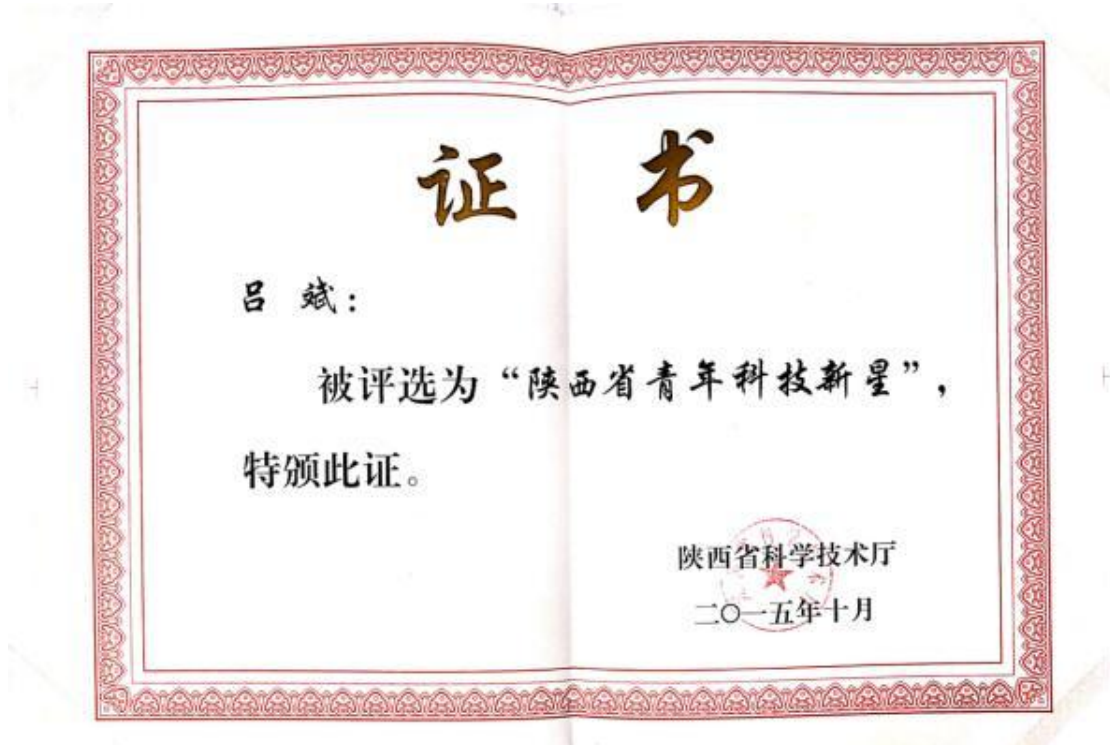 证 书
吕 斌：
被评选为“陕西省青年科技新星”，
特颁此证。
陕西省科学技术厅
二〇一五年十月